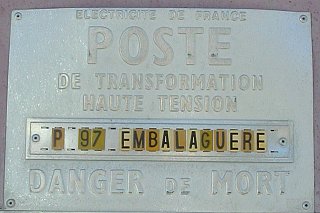 ELECTRICITE DE FRANCE
POSTE
DE TRANSFORMATION
HAUTE TENSION
P 97 EMBALAGUERE
DANGER DE MORT